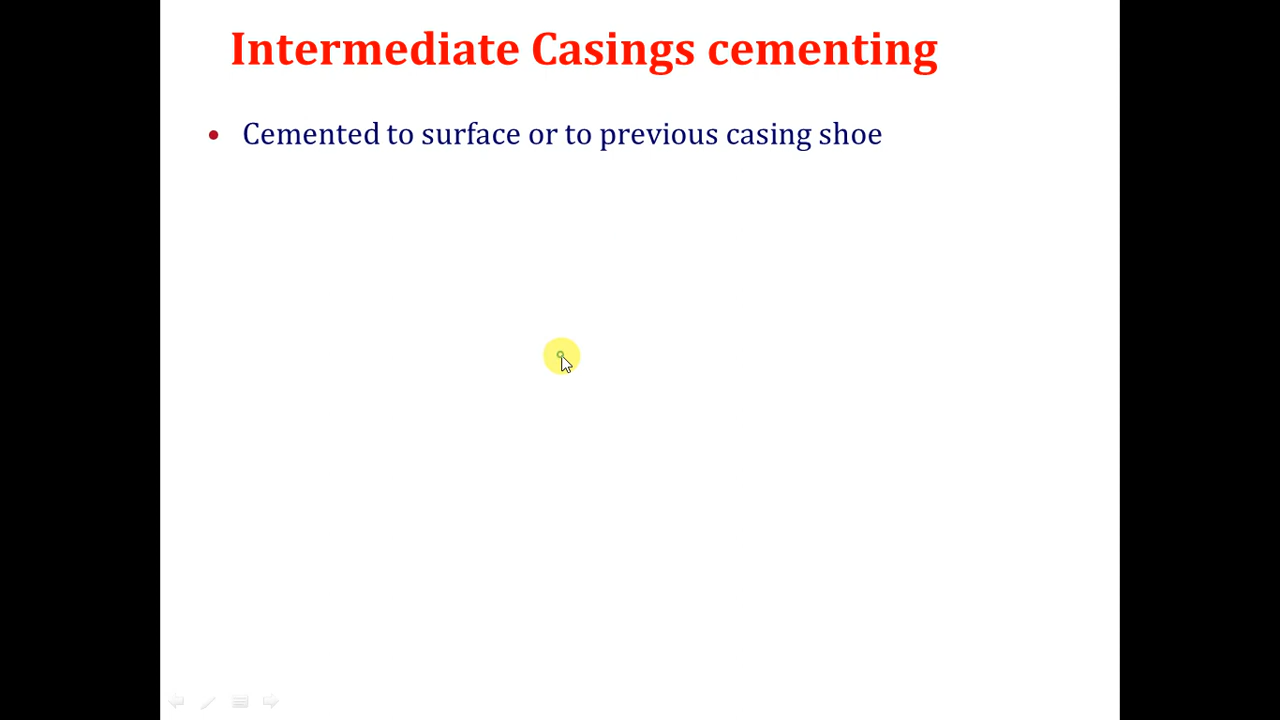 Intermediate Casings cementing
• Cemented to surface or to previous casing shoe